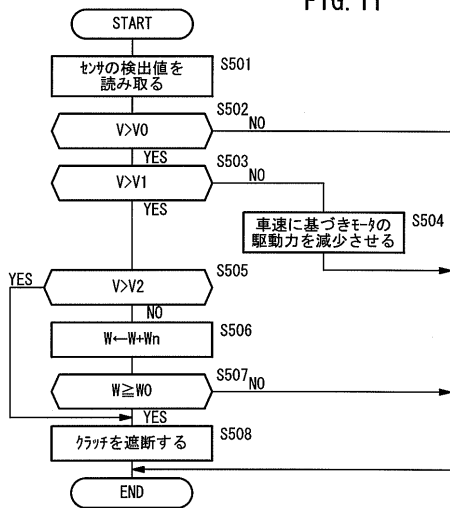 FIG. 11
START
センサの検出値を
読み取る
S501
V>V0
S502
NO
YES
V>V1
S503
NO
YES
車速に基づきモータの
駆動力を減少させる
S504
V>V2
S505
YES
NO
W←W+Wn
S506
W≧W0
S507
NO
YES
クラッチを遮断する
S508
END